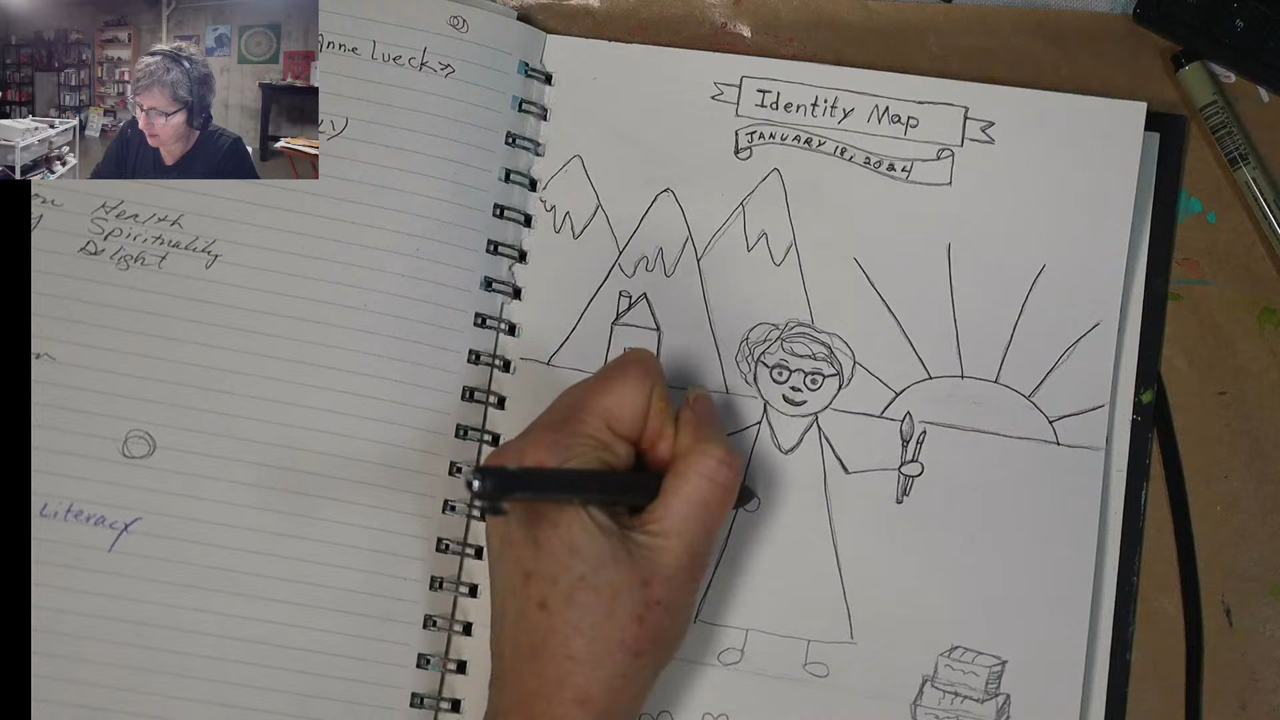 Anne Lueck
Health
Spirituality
Delight
Literacy
Identity Map
JANUARY 18, 2024